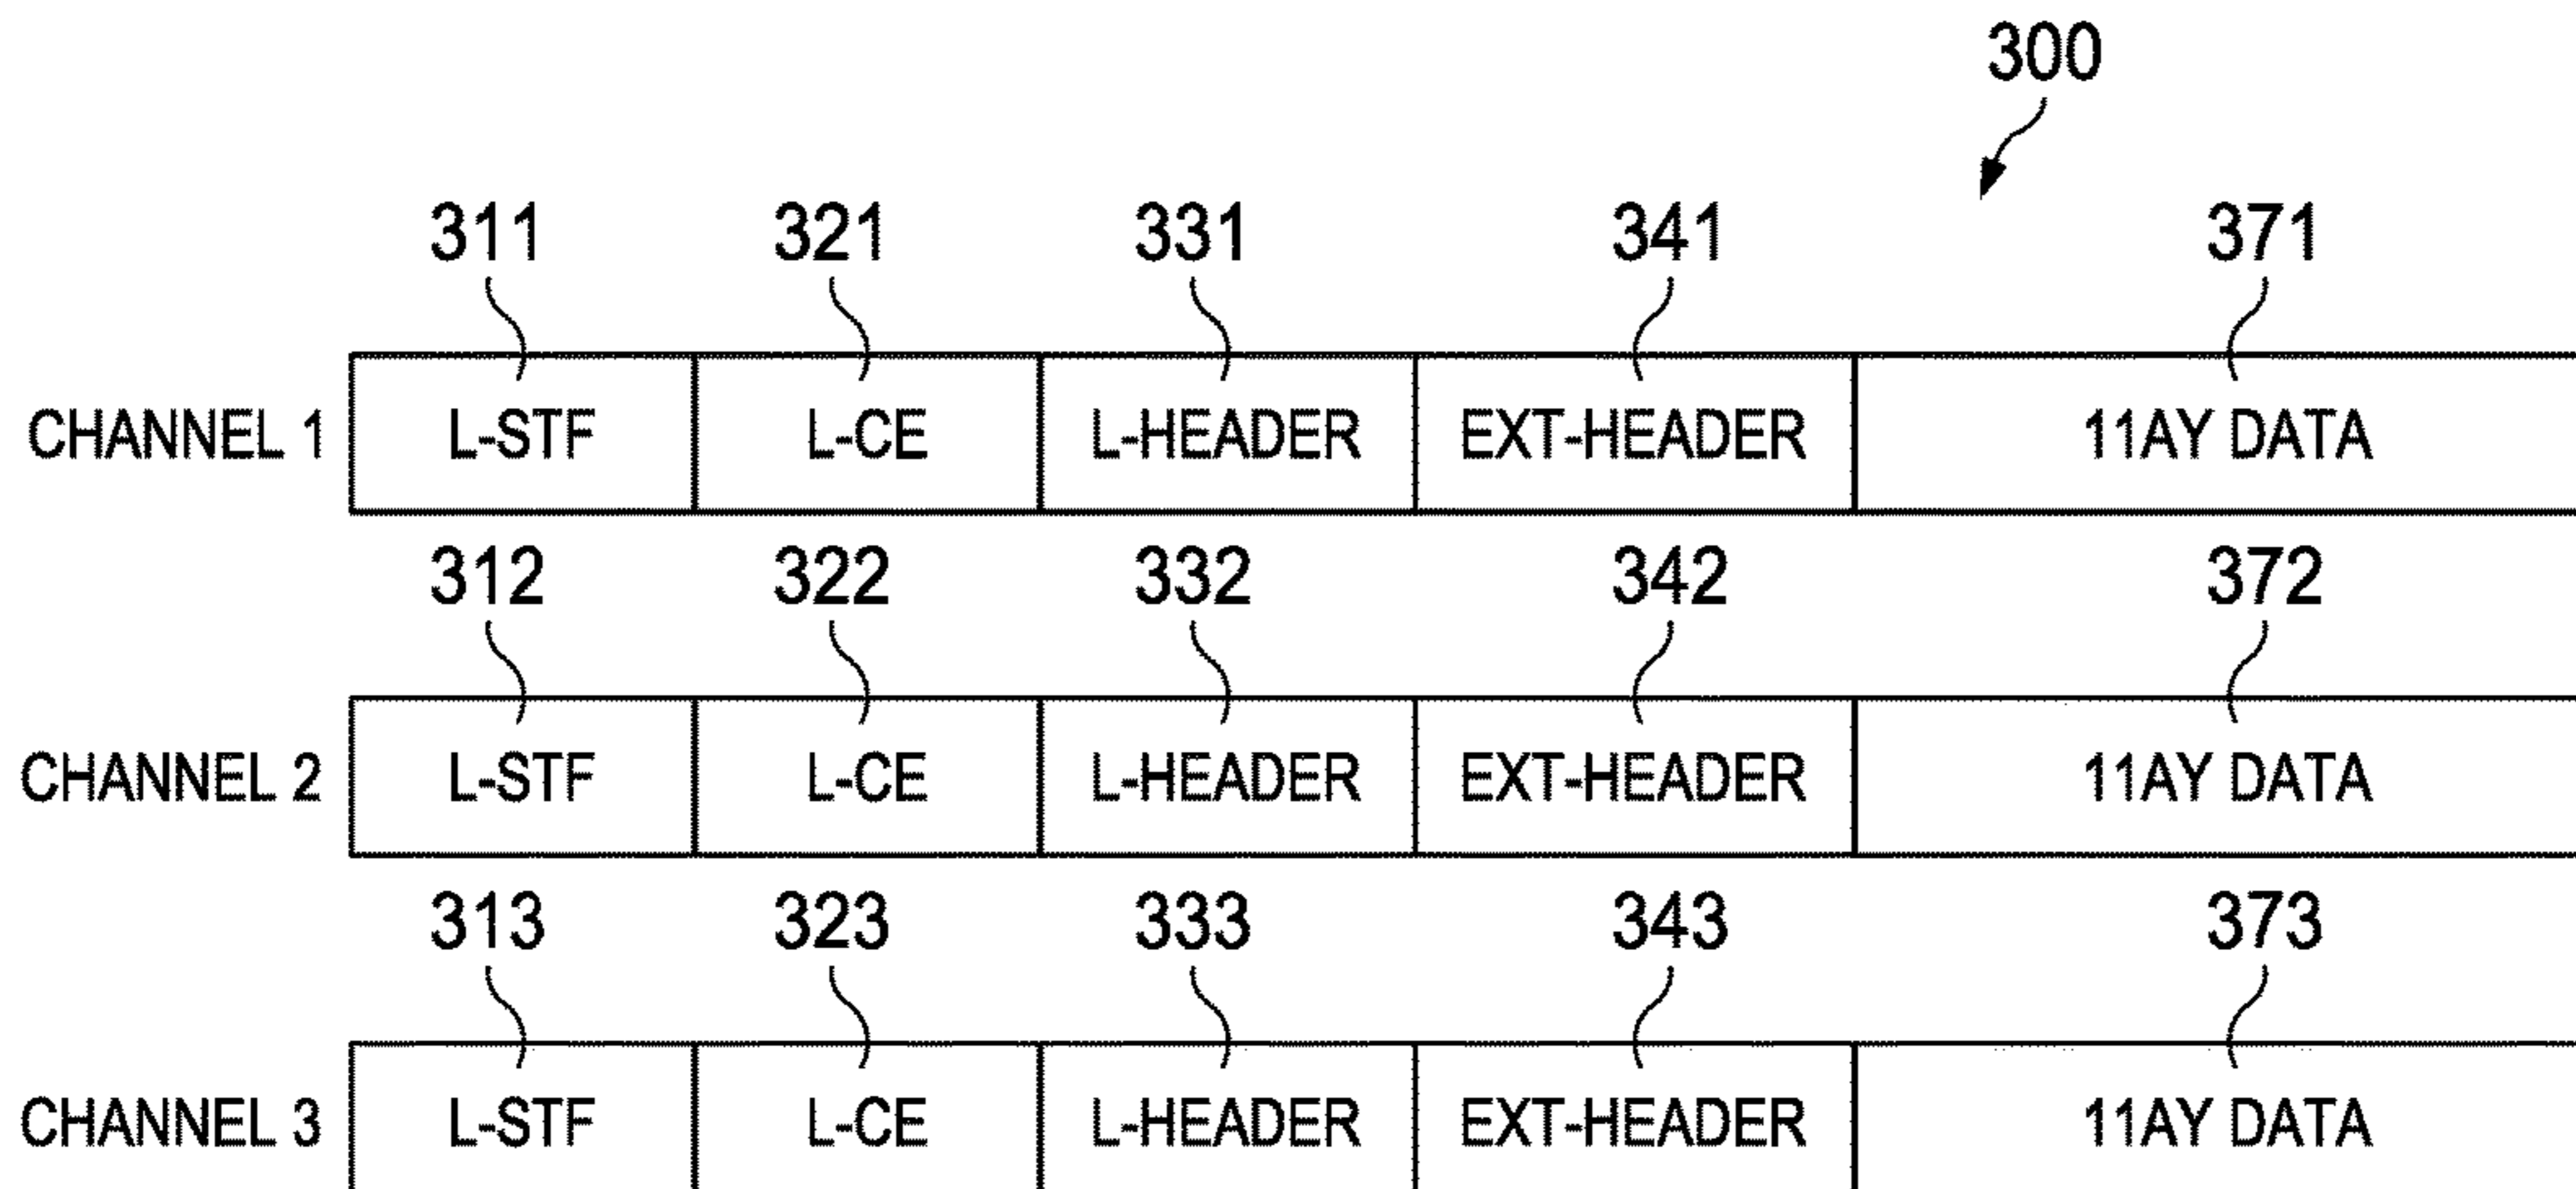 300
311 321 331 341 371
CHANNEL 1 L-STF L-CE L-HEADER EXT-HEADER 11AY DATA
312 322 332 342 372
CHANNEL 2 L-STF L-CE L-HEADER EXT-HEADER 11AY DATA
313 323 333 343 373
CHANNEL 3 L-STF L-CE L-HEADER EXT-HEADER 11AY DATA